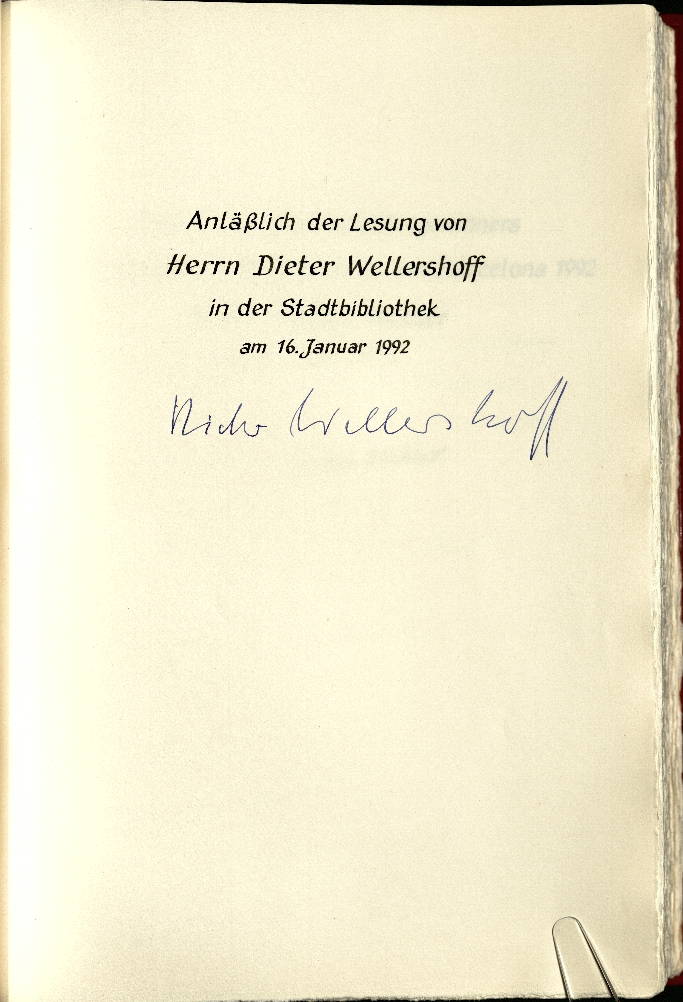 Anläßlich der Lesung von
Herrn Dieter Wellershoff
in der Stadtbibliothek
am 16. Januar 1992
Dieter Wellershoff